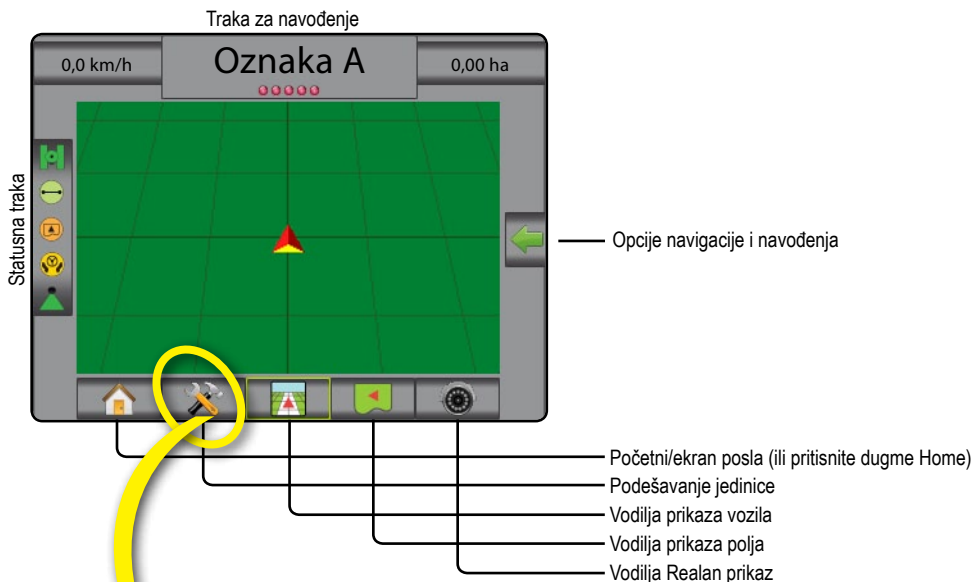 Traka za navođenje
0,0 km/h
Oznaka A
0,00 ha
Statusna traka
Opcije navigacije i navođenja
Početni/ekran posla (ili pritisnite dugme Home)
Podešavanje jedinice
Vodilja prikaza vozila
Vodilja prikaza polja
Vodilja Realan prikaz